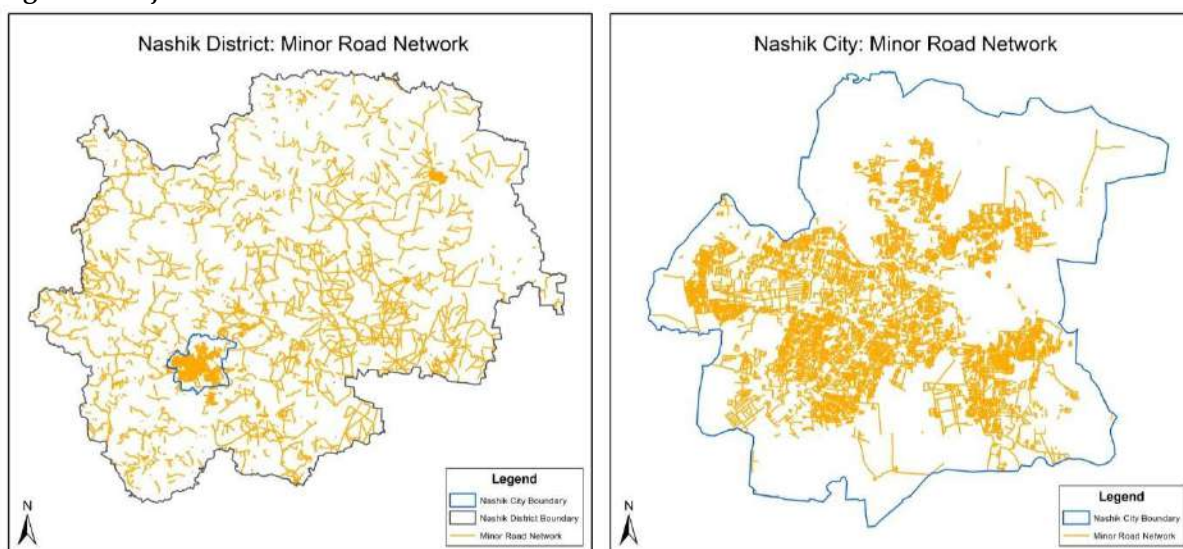 Nashik District: Minor Road Network
N
Legend
Nashik City Boundary
Nashik District Boundary
Minor Road Network
Nashik City: Minor Road Network
N
Legend
Nashik City Boundary
Minor Road Network